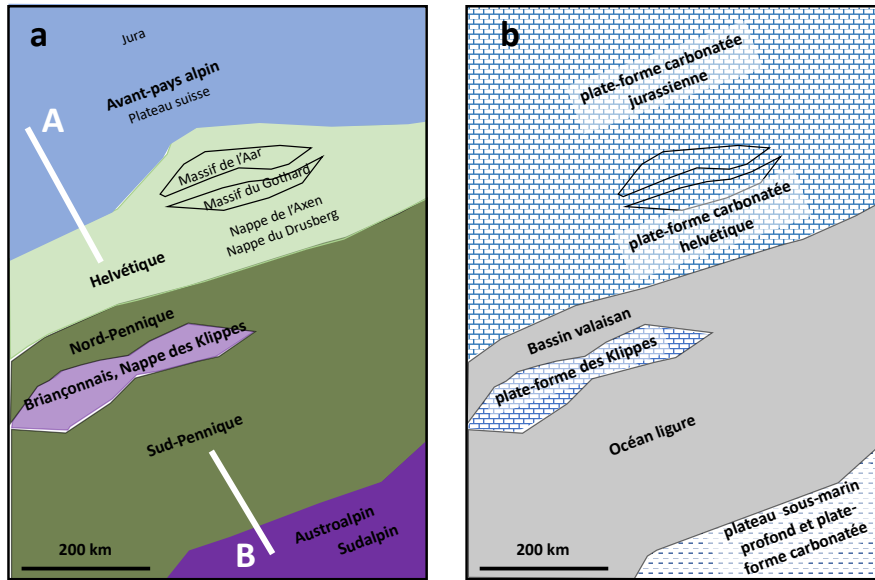 a
Jura
Avant-pays alpin
Plateau suisse
A
Massif de l'Aar
Massif du Gothard
Nappe de l'Axen
Nappe du Drusberg
Helvétique
Nord-Pennique
Briançonnais, Nappe des Klippes
Sud-Pennique
B
Austroalpin
Sudalpin
200 km
b
plate-forme carbonatée
jurassienne
plate-forme carbonatée
helvétique
Bassin valaisan
plate-forme des Klippes
Océan ligure
plateau sous-marin
profond et plate-
forme carbonatée
200 km